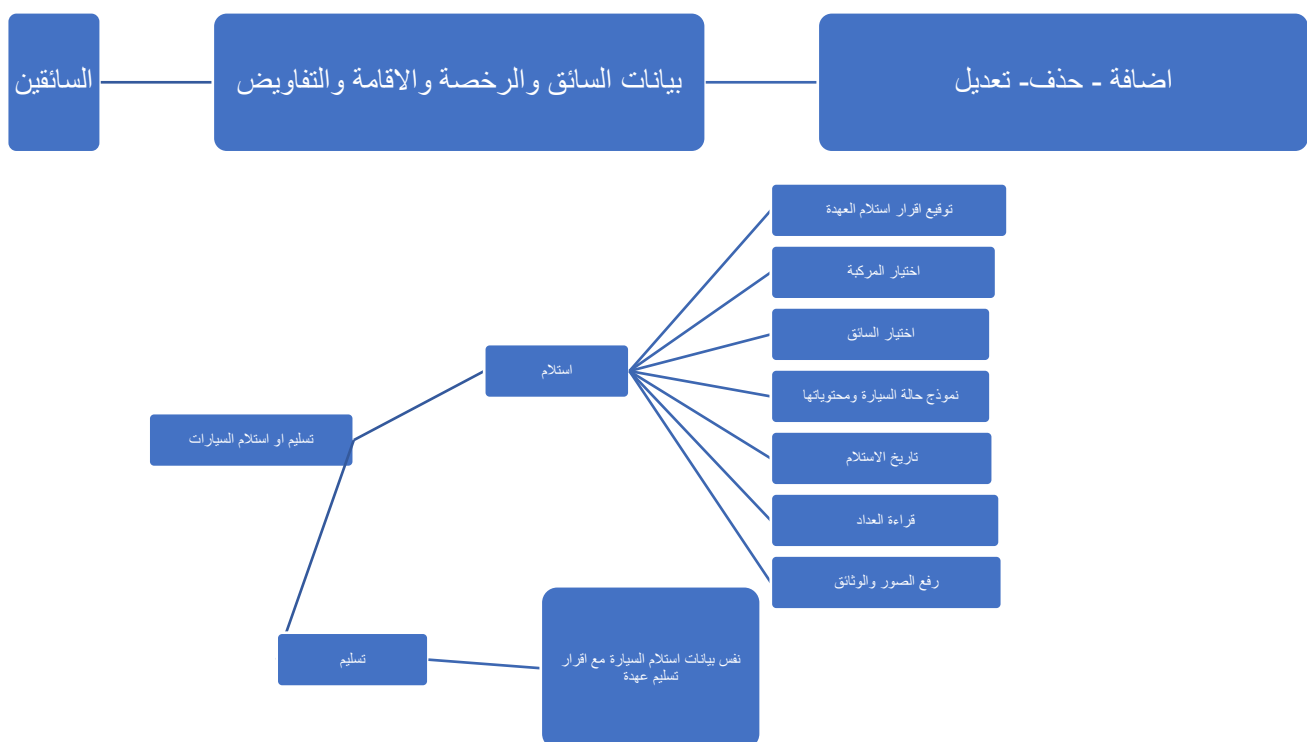 السائقين
بيانات السائق والرخصة والاقامة والتفاويض
اضافة - حذف- تعديل
توقيع اقرار استلام العهدة
اختيار المركبة
اختيار السائق
استلام
نموذج حالة السيارة ومحتوياتها
تسليم او استلام السيارات
تاريخ الاستلام
قراءة العداد
رفع الصور والوثائق
تسليم
نفس بيانات استلام السيارة مع اقرار
تسليم عهدة